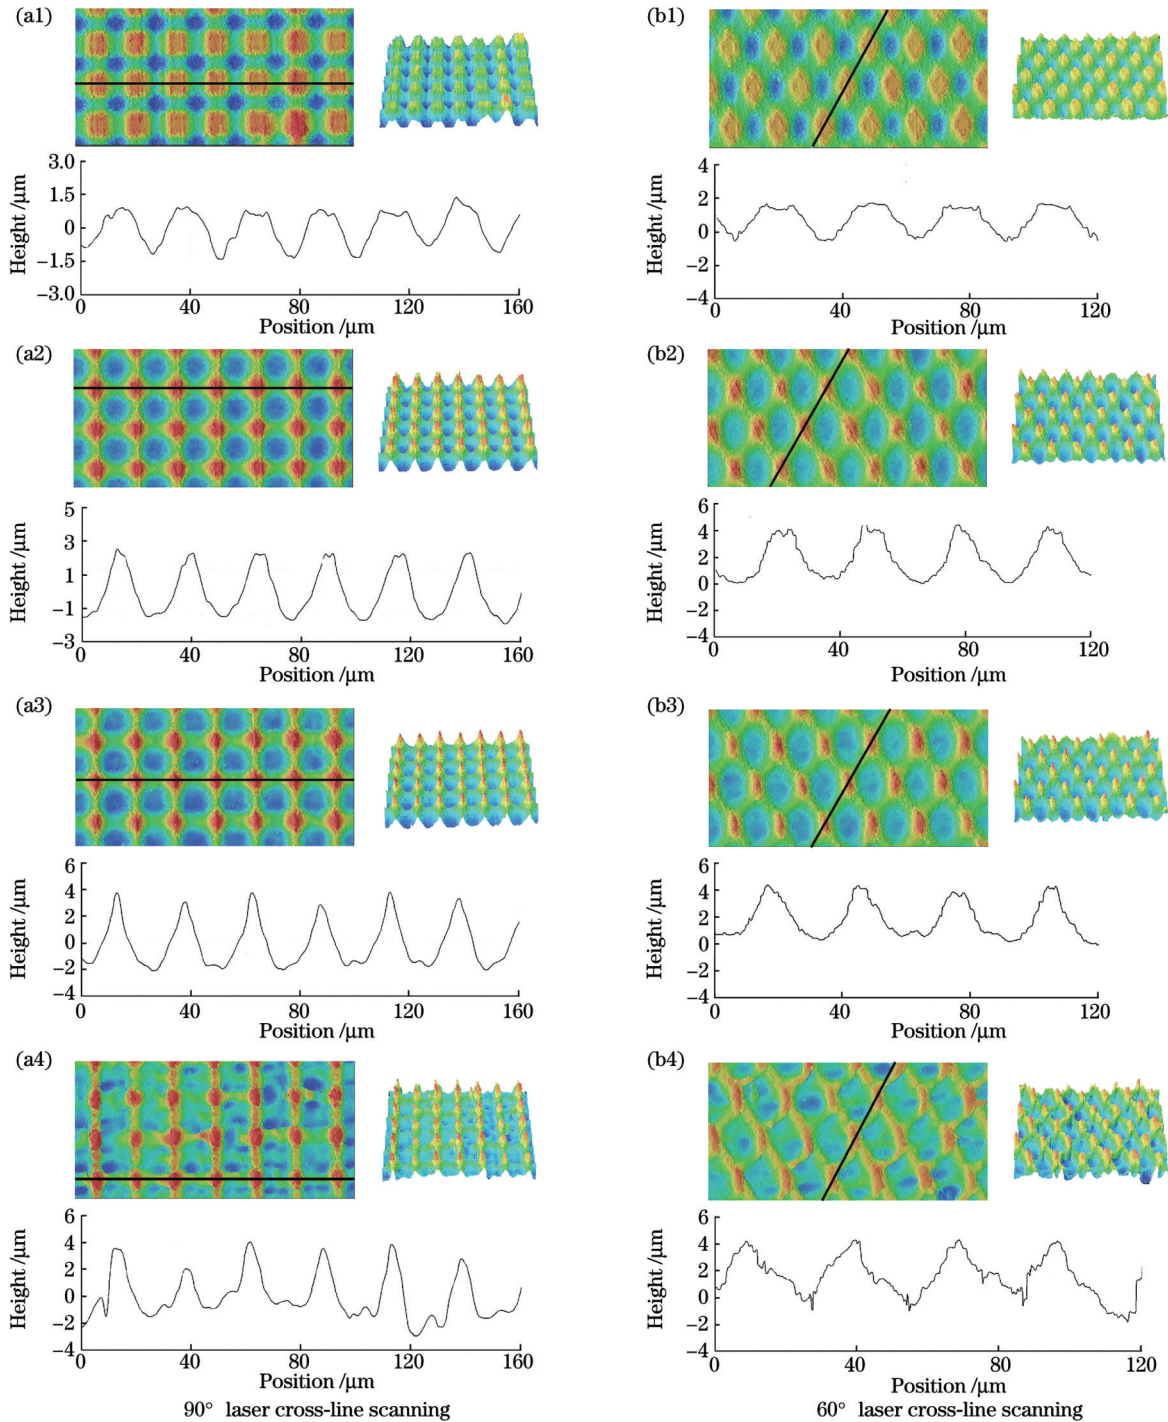 (a1)
3.0
1.5
0
−1.5
−3.0
Height /μm
0 40 80 120 160
Position /μm
(b1)
4
2
0
−2
−4
Height /μm
0 40 80 120
Position /μm
(a2)
5
3
1
−1
−3
Height /μm
0 40 80 120 160
Position /μm
(b2)
6
4
2
0
−2
−4
Height /μm
0 40 80 120
Position /μm
(a3)
6
4
2
0
−2
−4
Height /μm
0 40 80 120 160
Position /μm
(b3)
6
4
2
0
−2
−4
Height /μm
0 40 80 120
Position /μm
(a4)
6
4
2
0
−2
−4
Height /μm
0 40 80 120 160
Position /μm
90° laser cross-line scanning
(b4)
6
4
2
0
−2
−4
Height /μm
0 40 80 120
Position /μm
60° laser cross-line scanning